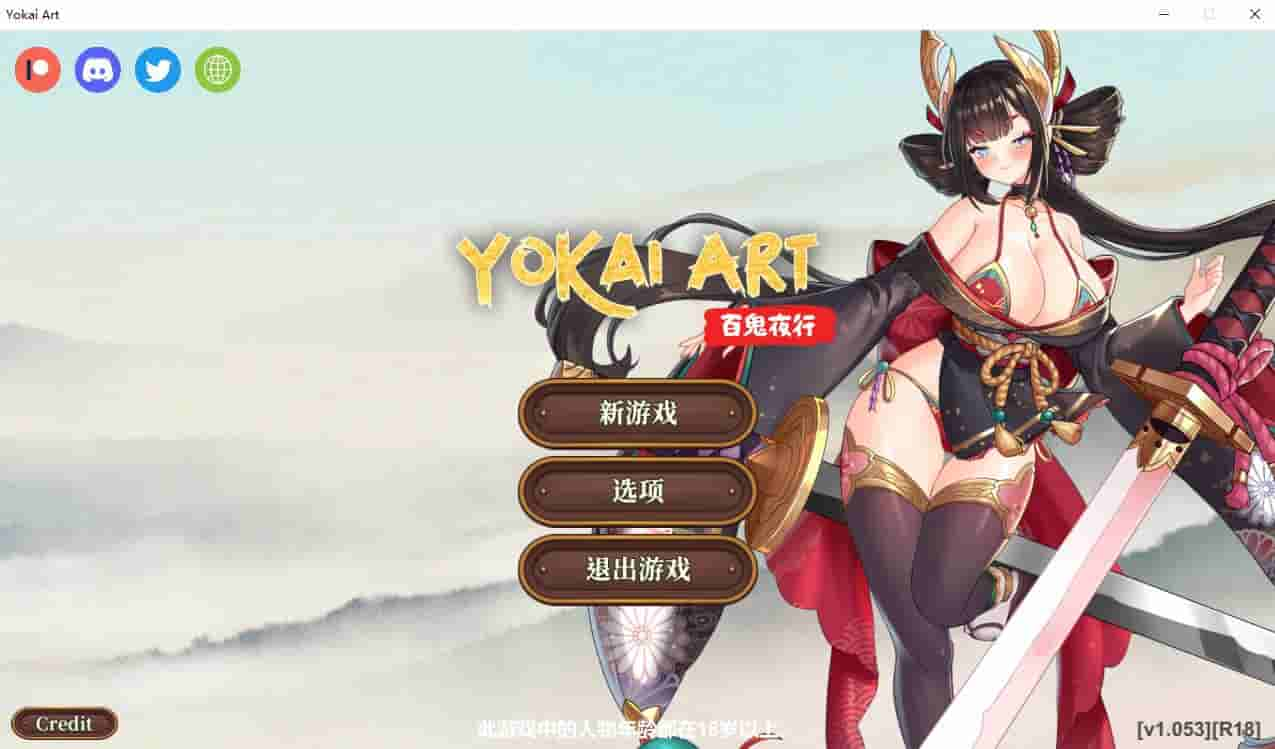 Yokai Art
YOKAI ART
百鬼夜行
新游戏
选项
退出游戏
Credit
此游戏中的人物年龄都在18岁以上
[v1.053][R18]